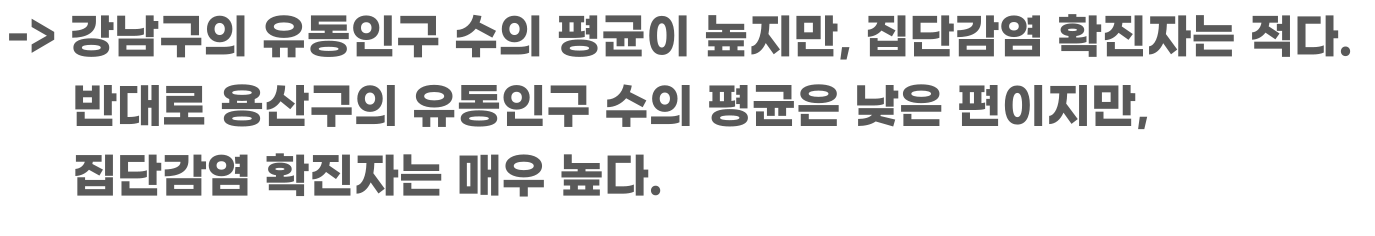 -> 강남구의 유동인구 수의 평균이 높지만, 집단감염 확진자는 적다.
반대로 용산구의 유동인구 수의 평균은 낮은 편이지만,
집단감염 확진자는 매우 높다.